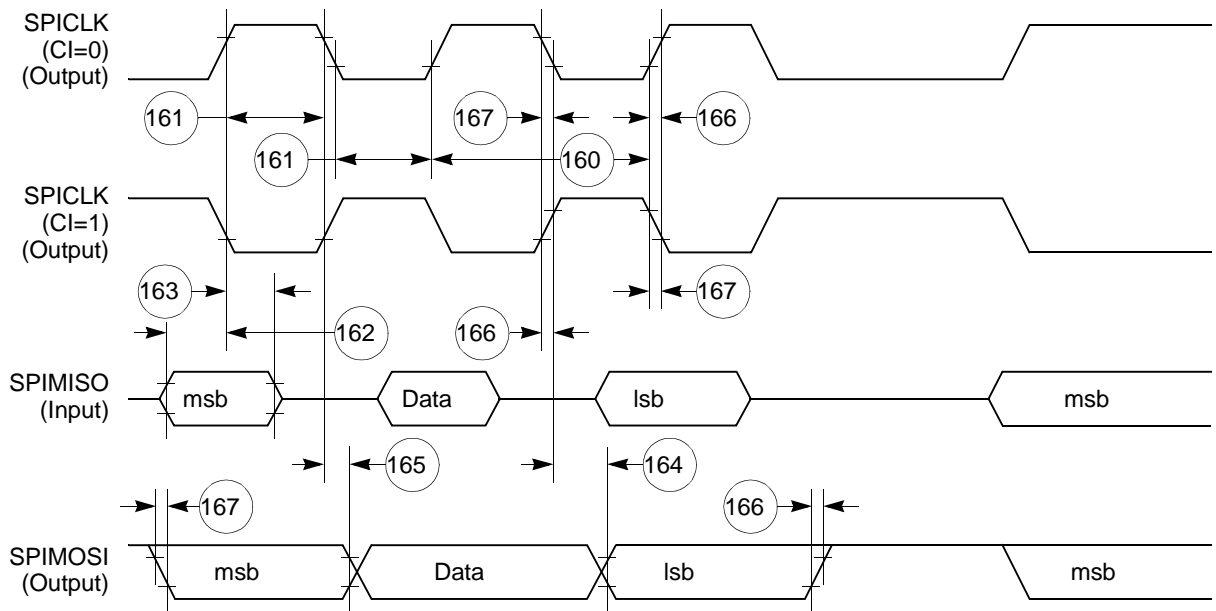 SPICLK
(CI=0)
(Output)
161
167
166
161
160
SPICLK
(CI=1)
(Output)
163
167
162
166
SPIMISO
(Input)
msb
Data
lsb
msb
165
164
167
166
SPIMOSI
(Output)
msb
Data
lsb
msb